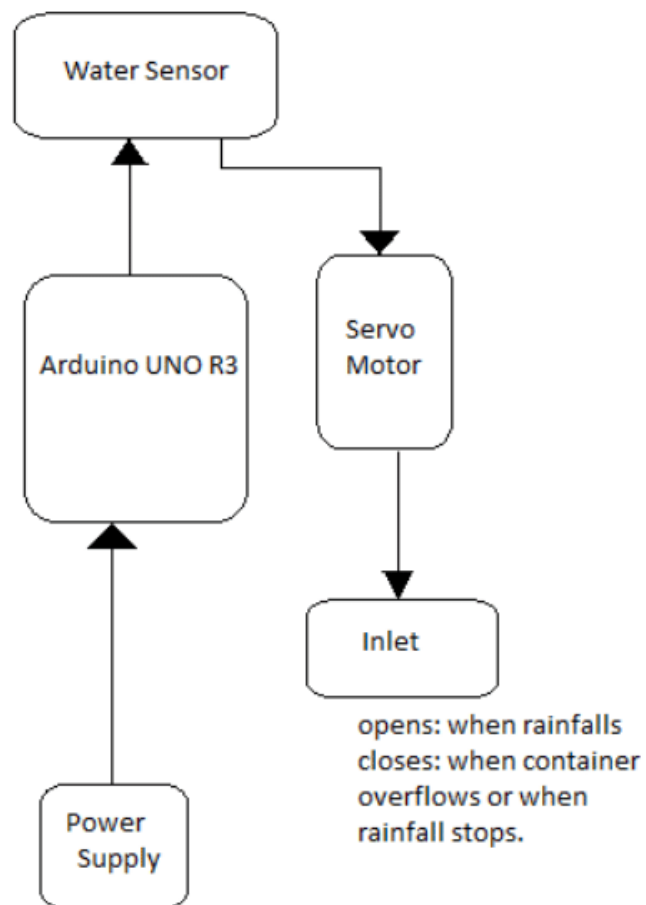 Water Sensor
Arduino UNO R3
Servo
Motor
Inlet
opens: when rainfalls
closes: when container
overflows or when
rainfall stops.
Power
Supply